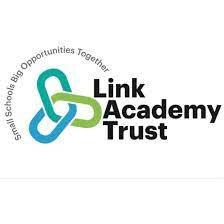 Small Schools Big Opportunities Together
Link
Academy
Trust